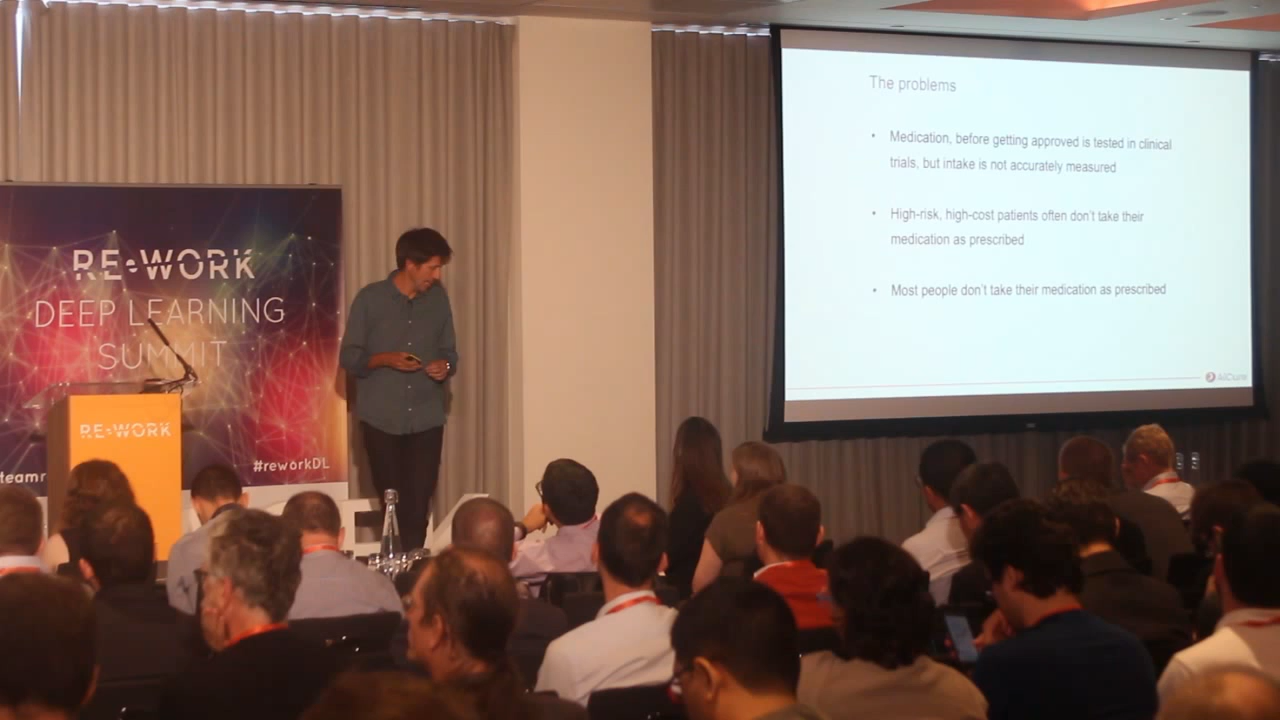 RE•WORK
DEEP LEARNING
SUMMIT
RE•WORK
#reworkDL
teamr
The problems
• Medication, before getting approved is tested in clinical
trials, but intake is not accurately measured
• High-risk, high-cost patients often don't take their
medication as prescribed
• Most people don't take their medication as prescribed
AiCure